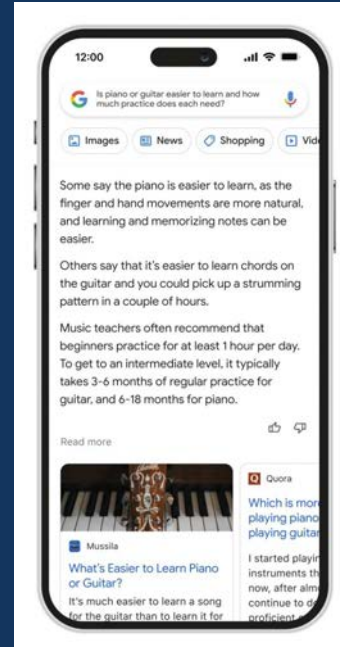 12:00
Is piano or guitar easier to learn and how
much practice does each need?
Images
News
Shopping
Vid
Some say the piano is easier to learn, as the
finger and hand movements are more natural,
and learning and memorizing notes can be
easier.
Others say that it's easier to learn chords on
the guitar and you could pick up a strumming
pattern in a couple of hours.
Music teachers often recommend that
beginners practice for at least 1 hour per day.
To get to an intermediate level, it typically
takes 3-6 months of regular practice for
guitar, and 6-18 months for piano.
Read more
Mussila
What's Easier to Learn Piano
or Guitar?
It's much easier to learn a song
for the guitar than to learn it for
Quora
Which is more
playing piano
playing guitar
I started playin
instruments th
now, after alm
continue to d
proficient